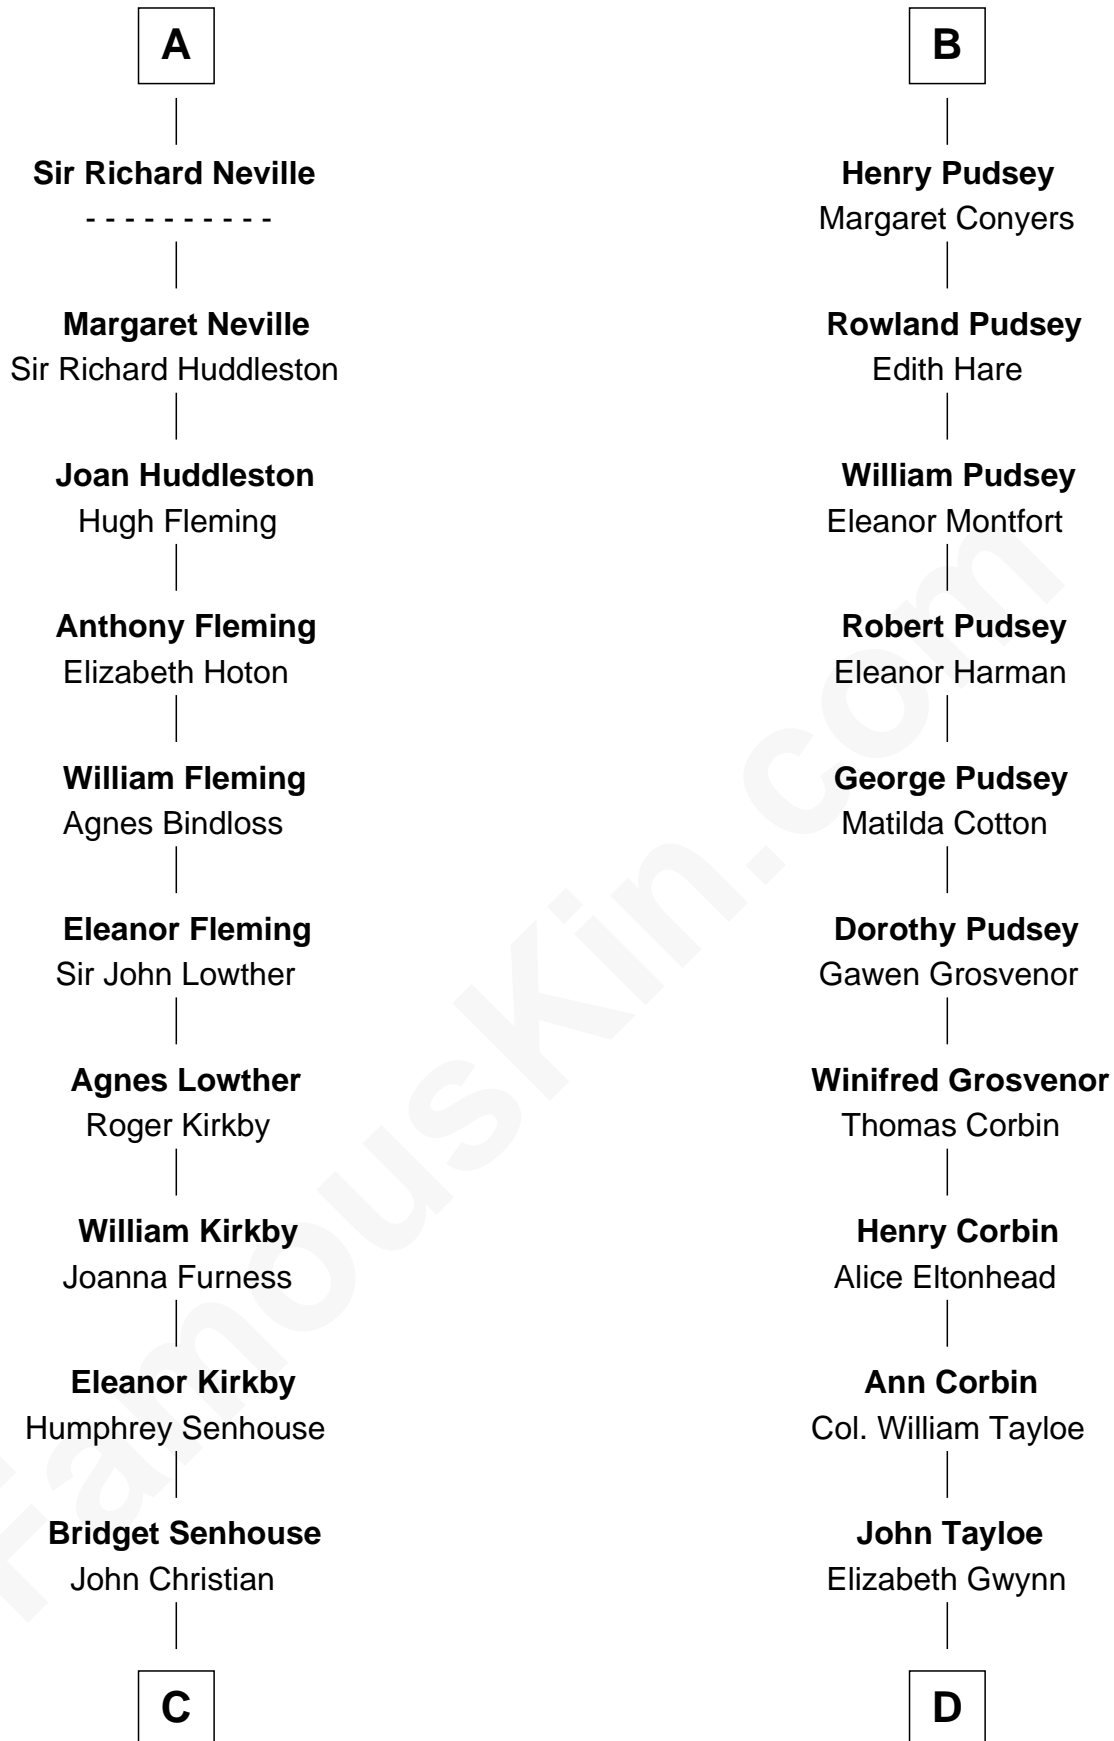 A
Sir Richard Neville
- - - - - - - - - -
Margaret Neville
Sir Richard Huddleston
Joan Huddleston
Hugh Fleming
Anthony Fleming
Elizabeth Hoton
William Fleming
Agnes Bindloss
Eleanor Fleming
Sir John Lowther
Agnes Lowther
Roger Kirkby
William Kirkby
Joanna Furness
Eleanor Kirkby
Humphrey Senhouse
Bridget Senhouse
John Christian
C
B
Henry Pudsey
Margaret Conyers
Rowland Pudsey
Edith Hare
William Pudsey
Eleanor Montfort
Robert Pudsey
Eleanor Harman
George Pudsey
Matilda Cotton
Dorothy Pudsey
Gawen Grosvenor
Winifred Grosvenor
Thomas Corbin
Henry Corbin
Alice Eltonhead
Ann Corbin
Col. William Tayloe
John Tayloe
Elizabeth Gwynn
D
FamousKin.com